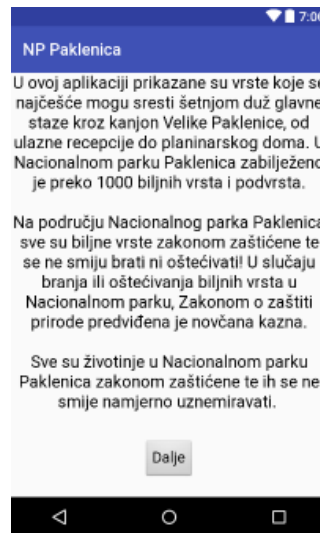 7:06
NP Paklenica
U ovoj aplikaciji prikazane su vrste koje se
najčešće mogu sresti šetnjom duž glavne
staze kroz kanjon Velike Paklenice, od
ulazne recepcije do planinarskog doma. U
Nacionalnom parku Paklenica zabilježeno
je preko 1000 biljnih vrsta i podvrsta.
Na području Nacionalnog parka Paklenica
sve su biljne vrste zakonom zaštićene te
se ne smiju brati ni oštećivati! U slučaju
branja ili oštećivanja biljnih vrsta u
Nacionalnom parku, Zakonom o zaštiti
prirode predviđena je novčana kazna.
Sve su životinje u Nacionalnom parku
Paklenica zakonom zaštićene te ih se ne
smije namjerno uznemiravati.
Dalje